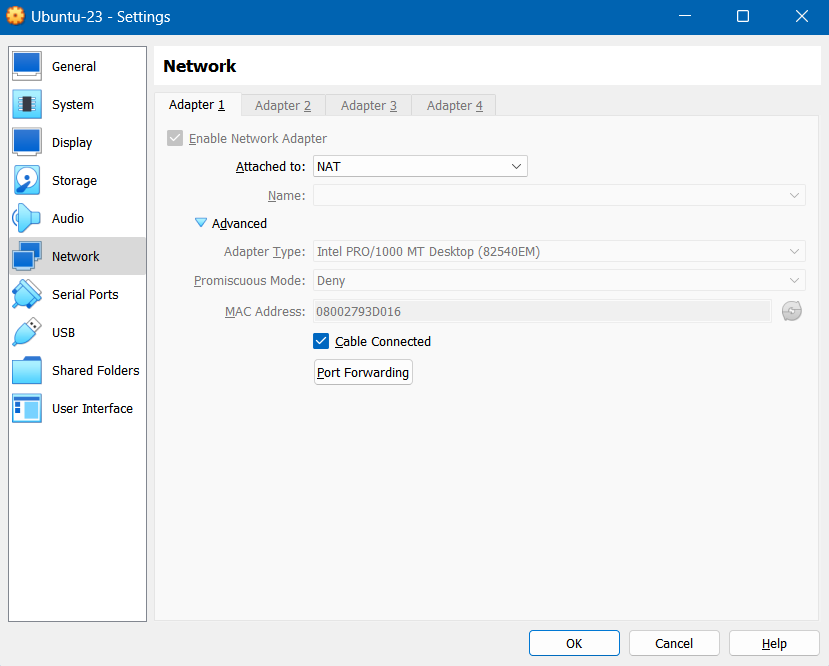 Ubuntu-23 - Settings
General
System
Display
Storage
Audio
Network
Serial Ports
USB
Shared Folders
User Interface
Network
Adapter 1 Adapter 2 Adapter 3 Adapter 4
Enable Network Adapter
Attached to: NAT
Name:
Advanced
Adapter Type: Intel PRO/1000 MT Desktop (82540EM)
Promiscuous Mode: Deny
MAC Address: 08002793D016
Cable Connected
Port Forwarding
OK Cancel Help